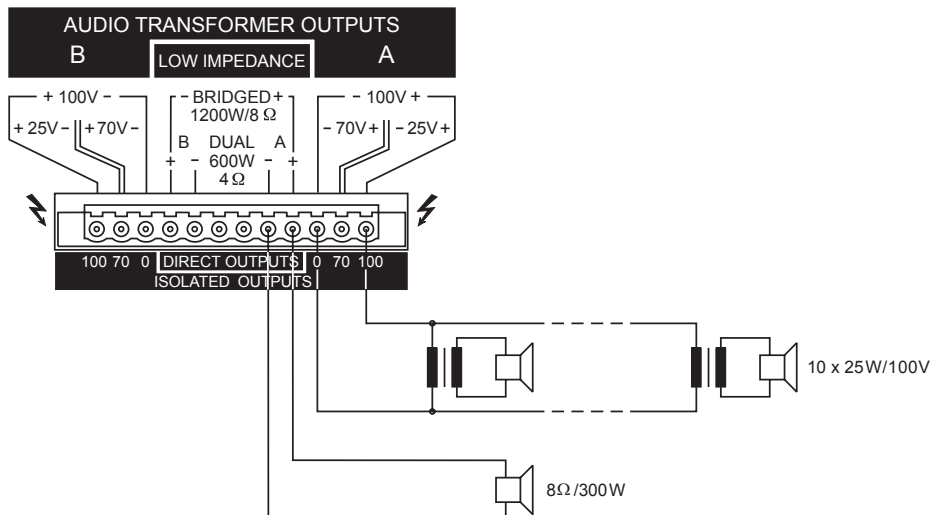 AUDIO TRANSFORMER OUTPUTS
B
LOW IMPEDANCE
A
+ 100V -
- BRIDGED +
1200W/8 Ω
- 100V +
+ 25V - + 70V -
- 70V + - 25V +
B DUAL A
+ - 600W - +
4 Ω
100 70 0 DIRECT OUTPUTS 0 70 100
ISOLATED OUTPUTS
10 x 25W/100V
8Ω/300W